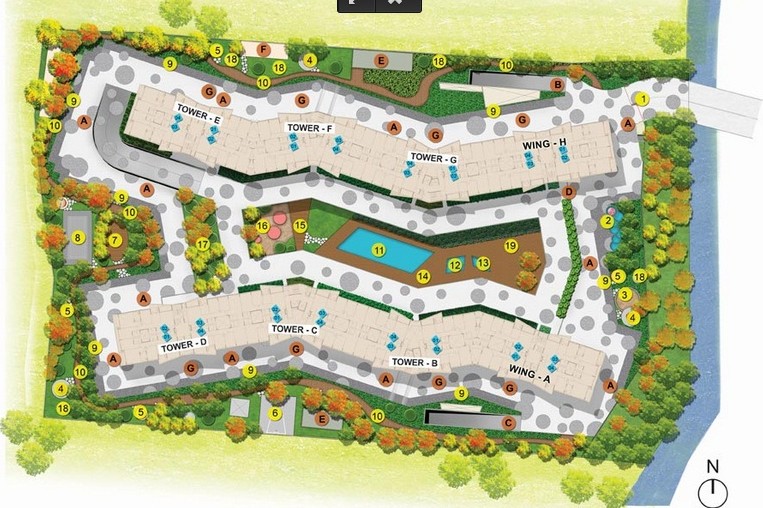 5 18 F 4 E 18 10
9 18 10 B
G A G 9 1
9 A TOWER - E TOWER - F A G G A
10 TOWER - G WING - H
A D
9 10 16 15 2
8 7 17 11 19
14 12 13 A 9 5 18
A 3
5 4
TOWER - D TOWER - C
9 A G A G TOWER - B WING - A
10 9 A G G A
4 9
18 5 6 E 10 C
N